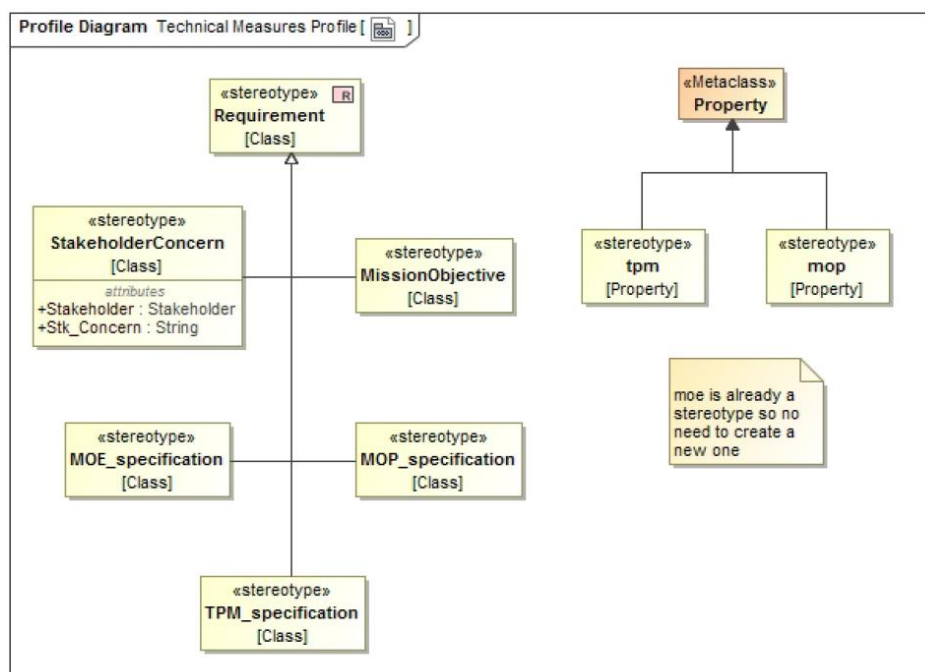 Profile Diagram Technical Measures Profile [ ]
«stereotype» R
Requirement
[Class]
«Metaclass»
Property
«stereotype»
StakeholderConcern
[Class]
attributes
+Stakeholder : Stakeholder
+Stk_Concern : String
«stereotype»
MissionObjective
[Class]
«stereotype»
tpm
[Property]
«stereotype»
mop
[Property]
moe is already a
stereotype so no
need to create a
new one
«stereotype»
MOE_specification
[Class]
«stereotype»
MOP_specification
[Class]
«stereotype»
TPM_specification
[Class]